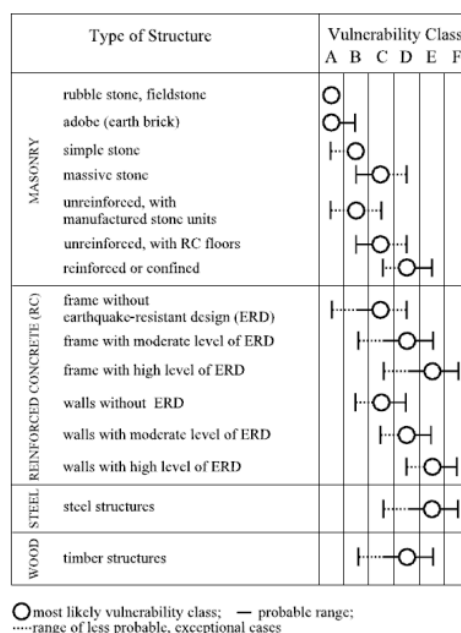 Type of Structure
Vulnerability Class
A B C D E F
MASONRY
rubble stone, fieldstone
adobe (earth brick)
simple stone
massive stone
unreinforced, with
manufactured stone units
unreinforced, with RC floors
reinforced or confined
REINFORCED CONCRETE (RC)
frame without
earthquake-resistant design (ERD)
frame with moderate level of ERD
frame with high level of ERD
walls without ERD
walls with moderate level of ERD
walls with high level of ERD
STEEL
steel structures
WOOD
timber structures
most likely vulnerability class; probable range;
range of less probable, exceptional cases